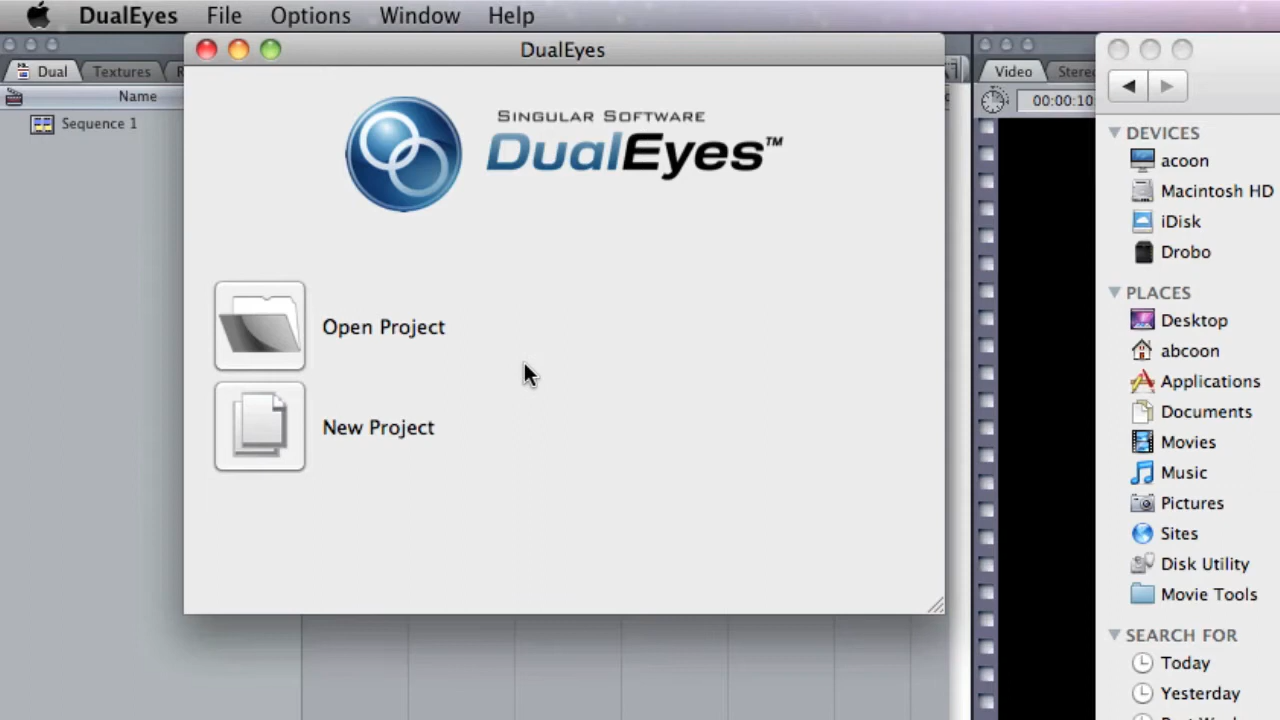 DualEyes File Options Window Help
DualEyes
Dual Textures
Name
Sequence 1
SINGULAR SOFTWARE
DualEyes™
Open Project
New Project
Video Stereo
00:00:10
DEVICES
acoon
Macintosh HD
iDisk
Drobo
PLACES
Desktop
abcoon
Applications
Documents
Movies
Music
Pictures
Sites
Disk Utility
Movie Tools
SEARCH FOR
Today
Yesterday